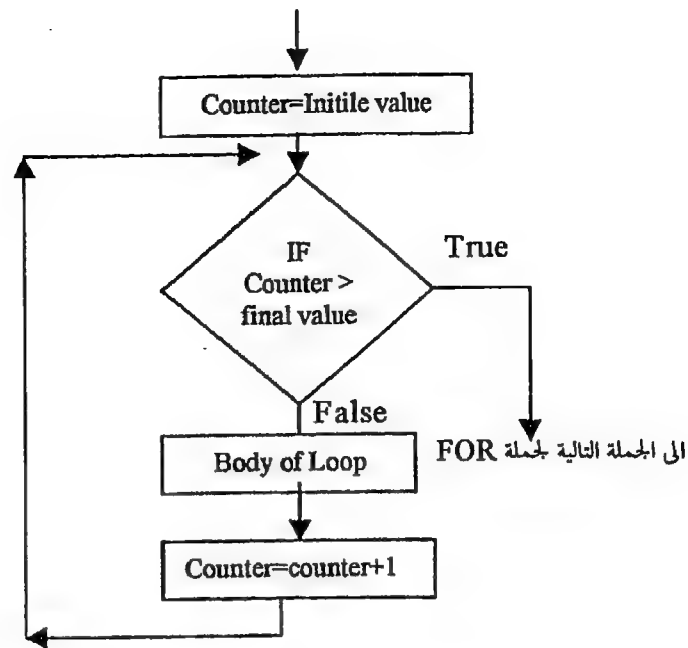 Counter=Initile value
IF
Counter >
final value
True
False
Body of Loop
الى الجملة التالية لجملة FOR
Counter=counter+1